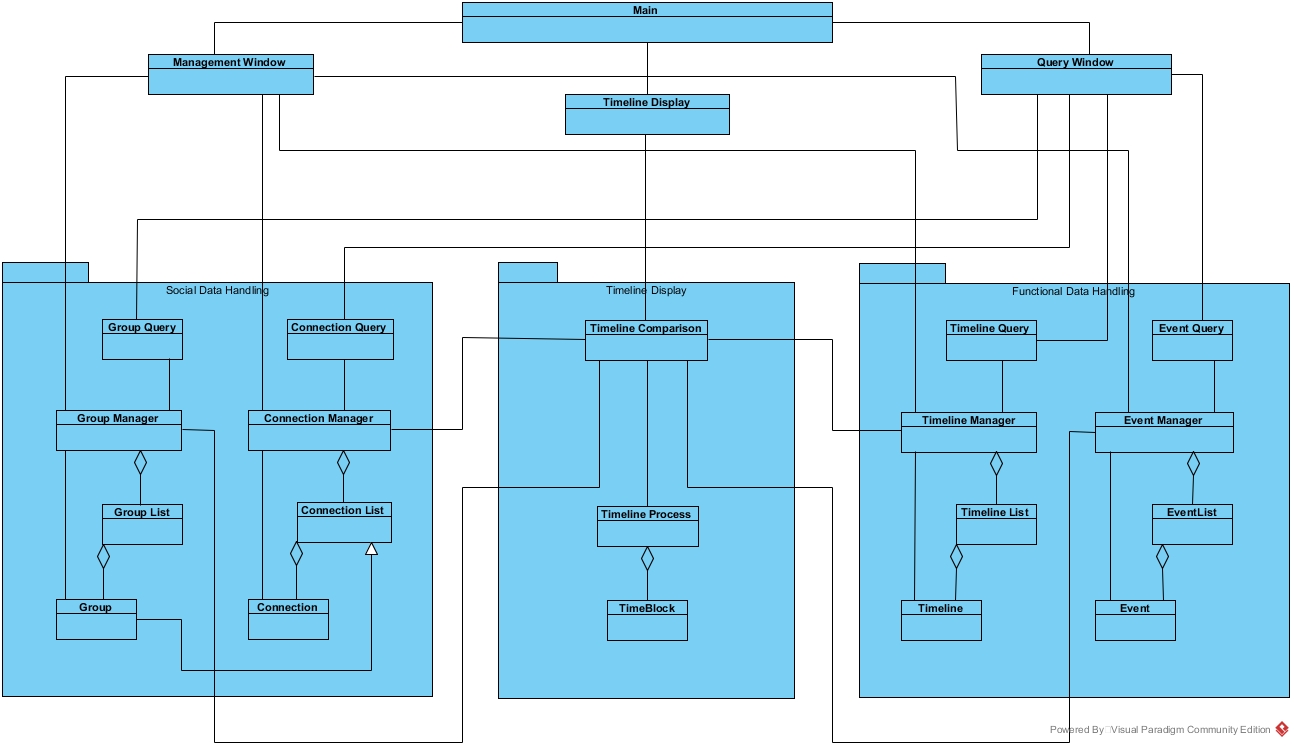 Main
Management Window
Query Window
Timeline Display
Social Data Handling
Timeline Display
Functional Data Handling
Group Query
Connection Query
Timeline Comparison
Timeline Query
Event Query
Group Manager
Connection Manager
Timeline Manager
Event Manager
Group List
Connection List
Timeline Process
Timeline List
EventList
Group
Connection
TimeBlock
Timeline
Event
Powered By Visual Paradigm Community Edition